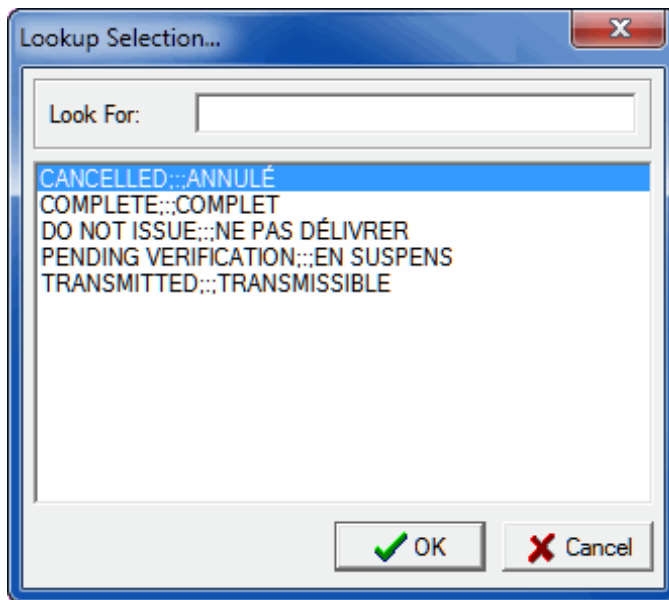 Lookup Selection...
Look For:
CANCELLED;:;ANNULÉ
COMPLETE;:;COMPLET
DO NOT ISSUE;:;NE PAS DÉLIVRER
PENDING VERIFICATION;:;EN SUSPENS
TRANSMITTED;:;TRANSMISSIBLE
OK
Cancel